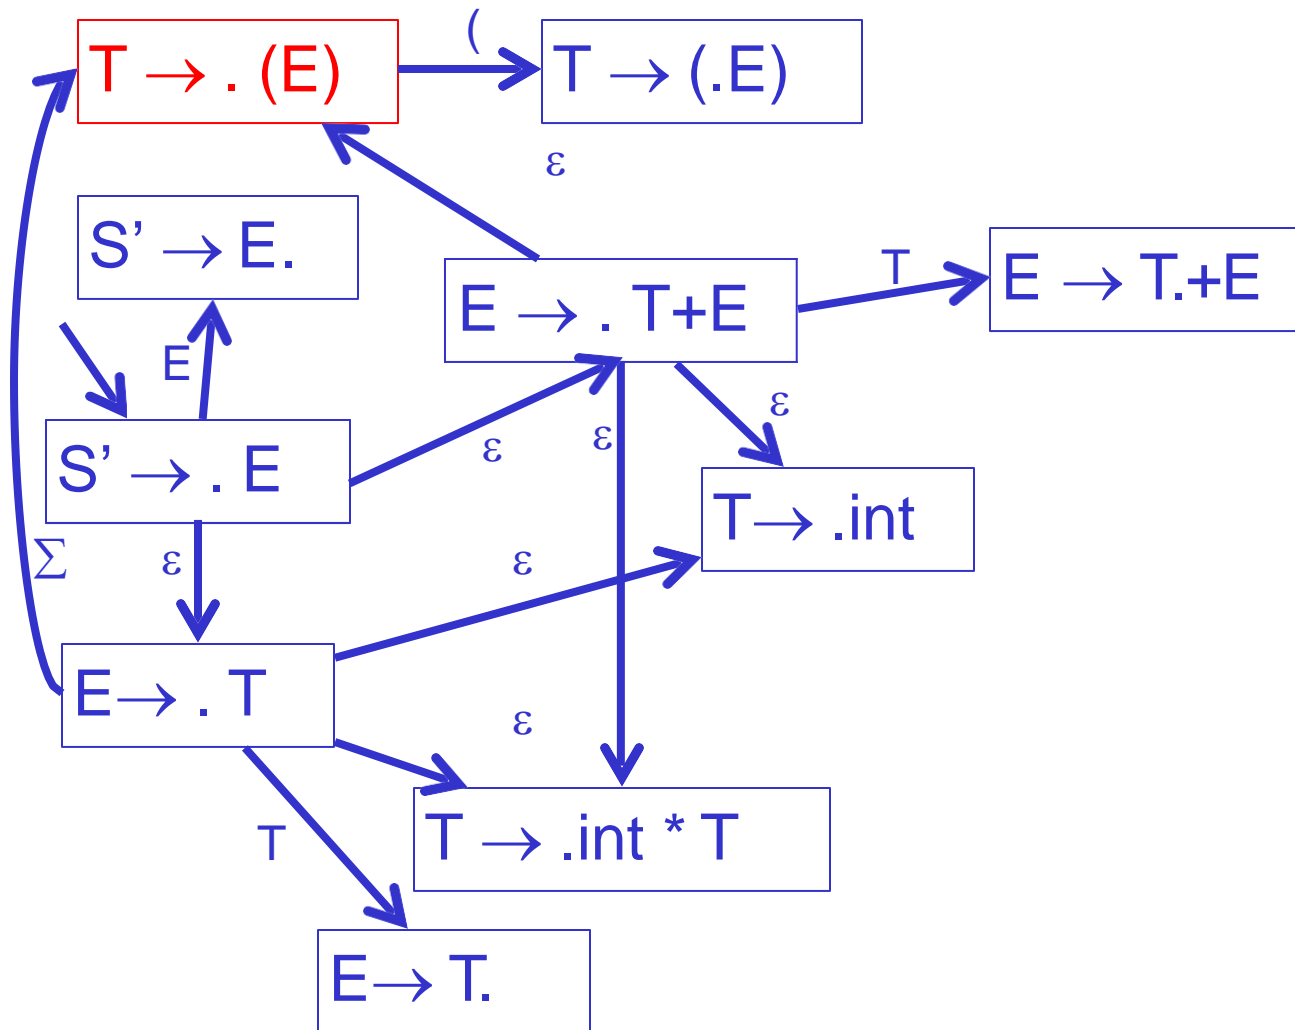 (
T → . (E)
T → (.E)
ε
S’ → E.
T
E → T.+E
E → . T+E
E
ε
ε
ε
S’ → . E
T→ .int
∑
ε
ε
E→ . T
ε
T
T → .int * T
E→ T.